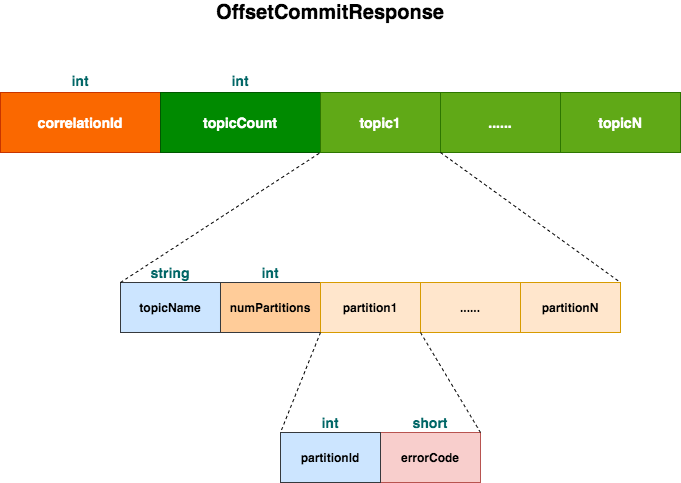 OffsetCommitResponse
int int
correlationId topicCount topic1 ...... topicN
string int
topicName numPartitions partition1 ...... partitionN
int short
partitionId errorCode